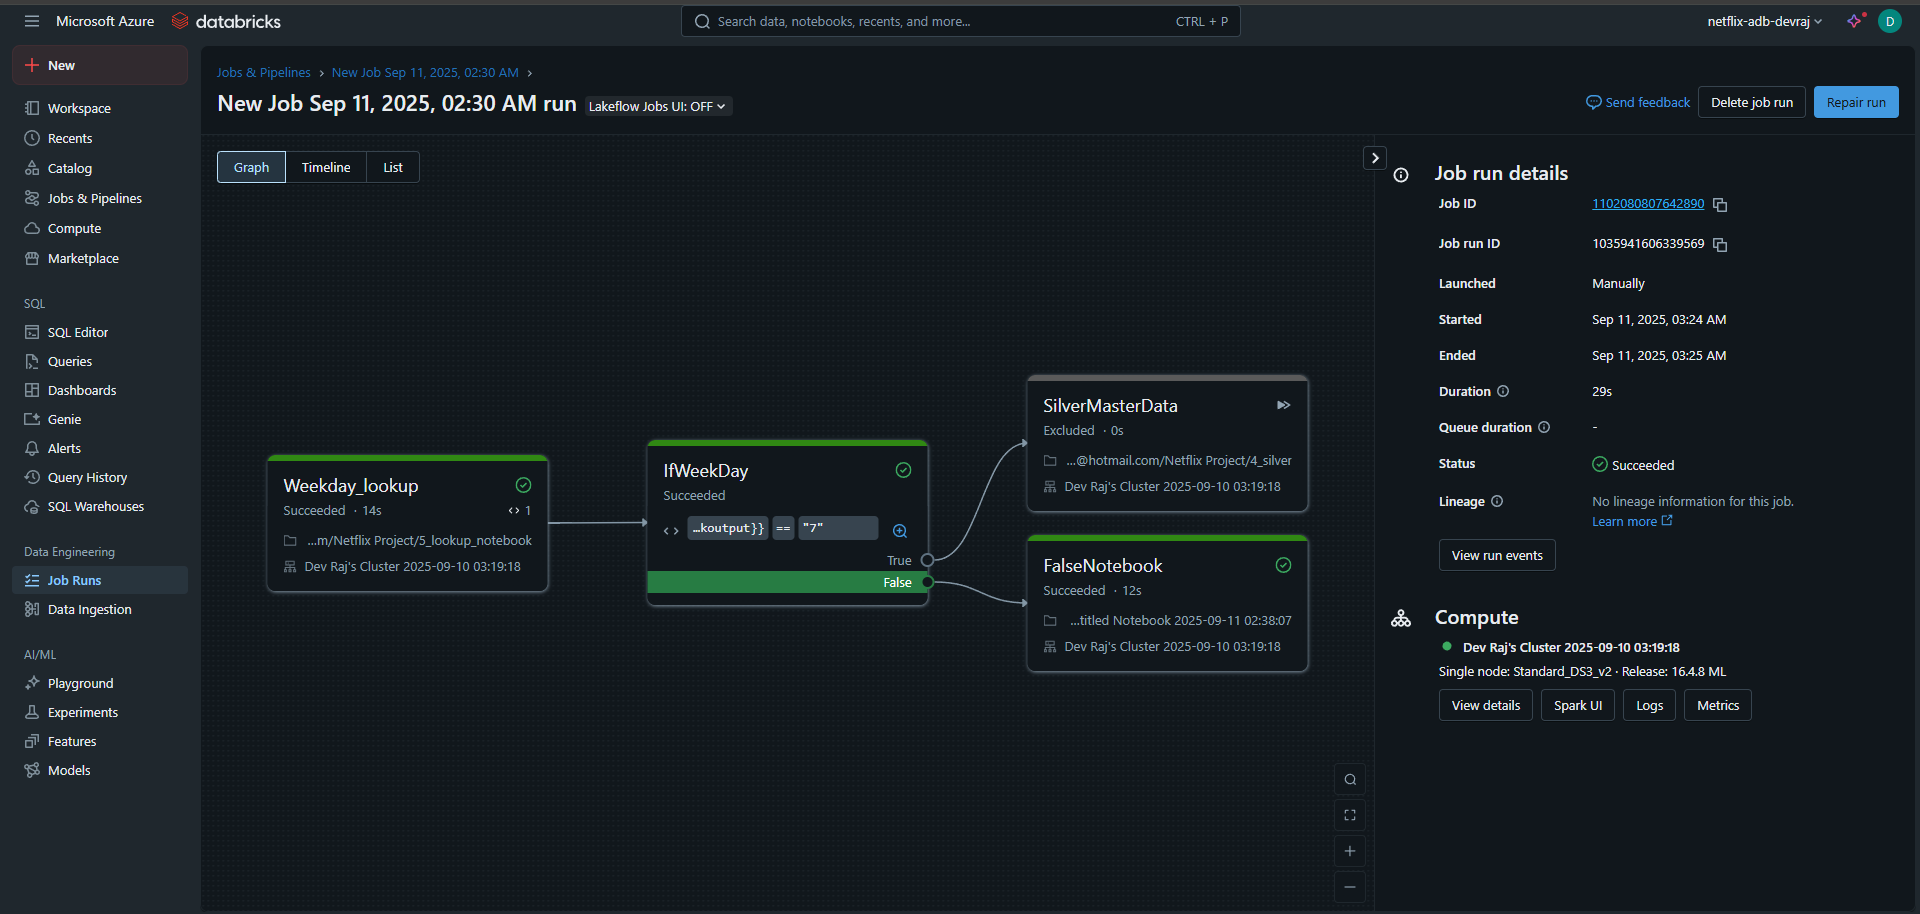 Microsoft Azure databricks
Search data, notebooks, recents, and more... CTRL + P
netflix-adb-devraj D
New
Workspace
Recents
Catalog
Jobs & Pipelines
Compute
Marketplace
SQL
SQL Editor
Queries
Dashboards
Genie
Alerts
Query History
SQL Warehouses
Data Engineering
Job Runs
Data Ingestion
AI/ML
Playground
Experiments
Features
Models
Jobs & Pipelines > New Job Sep 11, 2025, 02:30 AM >
New Job Sep 11, 2025, 02:30 AM run Lakeflow Jobs UI: OFF
Send feedback Delete job run Repair run
Graph Timeline List
Weekday_lookup
Succeeded · 14s <> 1
...m/Netflix Project/5_lookup_notebook
Dev Raj's Cluster 2025-09-10 03:19:18
IfWeekDay
Succeeded
<> …koutput}} == "7"
True
False
SilverMasterData
Excluded · 0s
...@hotmail.com/Netflix Project/4_silver
Dev Raj's Cluster 2025-09-10 03:19:18
FalseNotebook
Succeeded · 12s
...titled Notebook 2025-09-11 02:38:07
Dev Raj's Cluster 2025-09-10 03:19:18
Job run details
Job ID 1102080807642890
Job run ID 1035941606339569
Launched Manually
Started Sep 11, 2025, 03:24 AM
Ended Sep 11, 2025, 03:25 AM
Duration 29s
Queue duration -
Status Succeeded
Lineage No lineage information for this job.
Learn more
View run events
Compute
Dev Raj's Cluster 2025-09-10 03:19:18
Single node: Standard_DS3_v2 · Release: 16.4.8 ML
View details Spark UI Logs Metrics